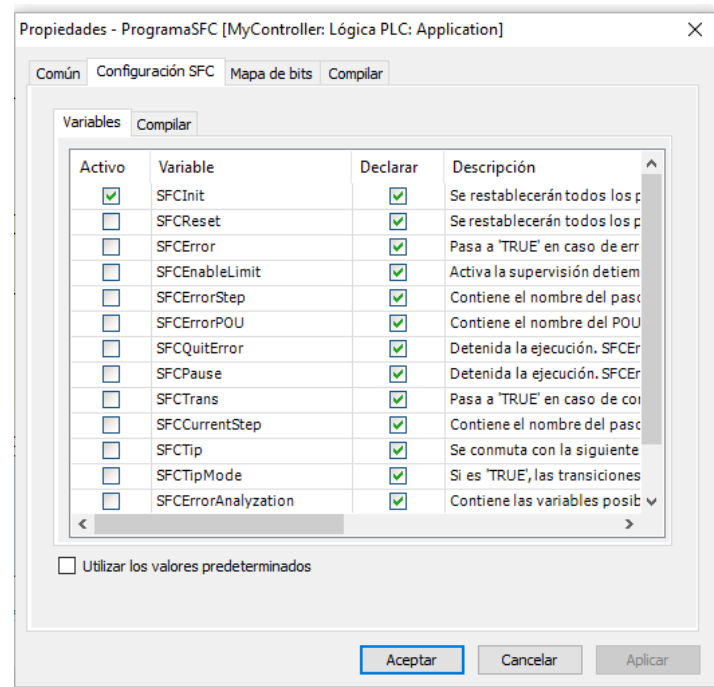 Propiedades - ProgramaSFC [MyController: Lógica PLC: Application]
Común Configuración SFC Mapa de bits Compilar
Variables Compilar
Activo Variable Declarar Descripción
SFCInit Se restablecerán todos los p
SFCReset Se restablecerán todos los p
SFCError Pasa a 'TRUE' en caso de err
SFCEnableLimit Activa la supervisión detiem
SFCErrorStep Contiene el nombre del paso
SFCErrorPOU Contiene el nombre del POU
SFCQuitError Detenida la ejecución. SFCEr
SFCPause Detenida la ejecución. SFCEr
SFCTrans Pasa a 'TRUE' en caso de con
SFCCurrentStep Contiene el nombre del paso
SFCTip Se conmuta con la siguiente
SFCTipMode Si es 'TRUE', las transiciones
SFCErrorAnalyzation Contiene las variables posib
Utilizar los valores predeterminados
Aceptar Cancelar Aplicar